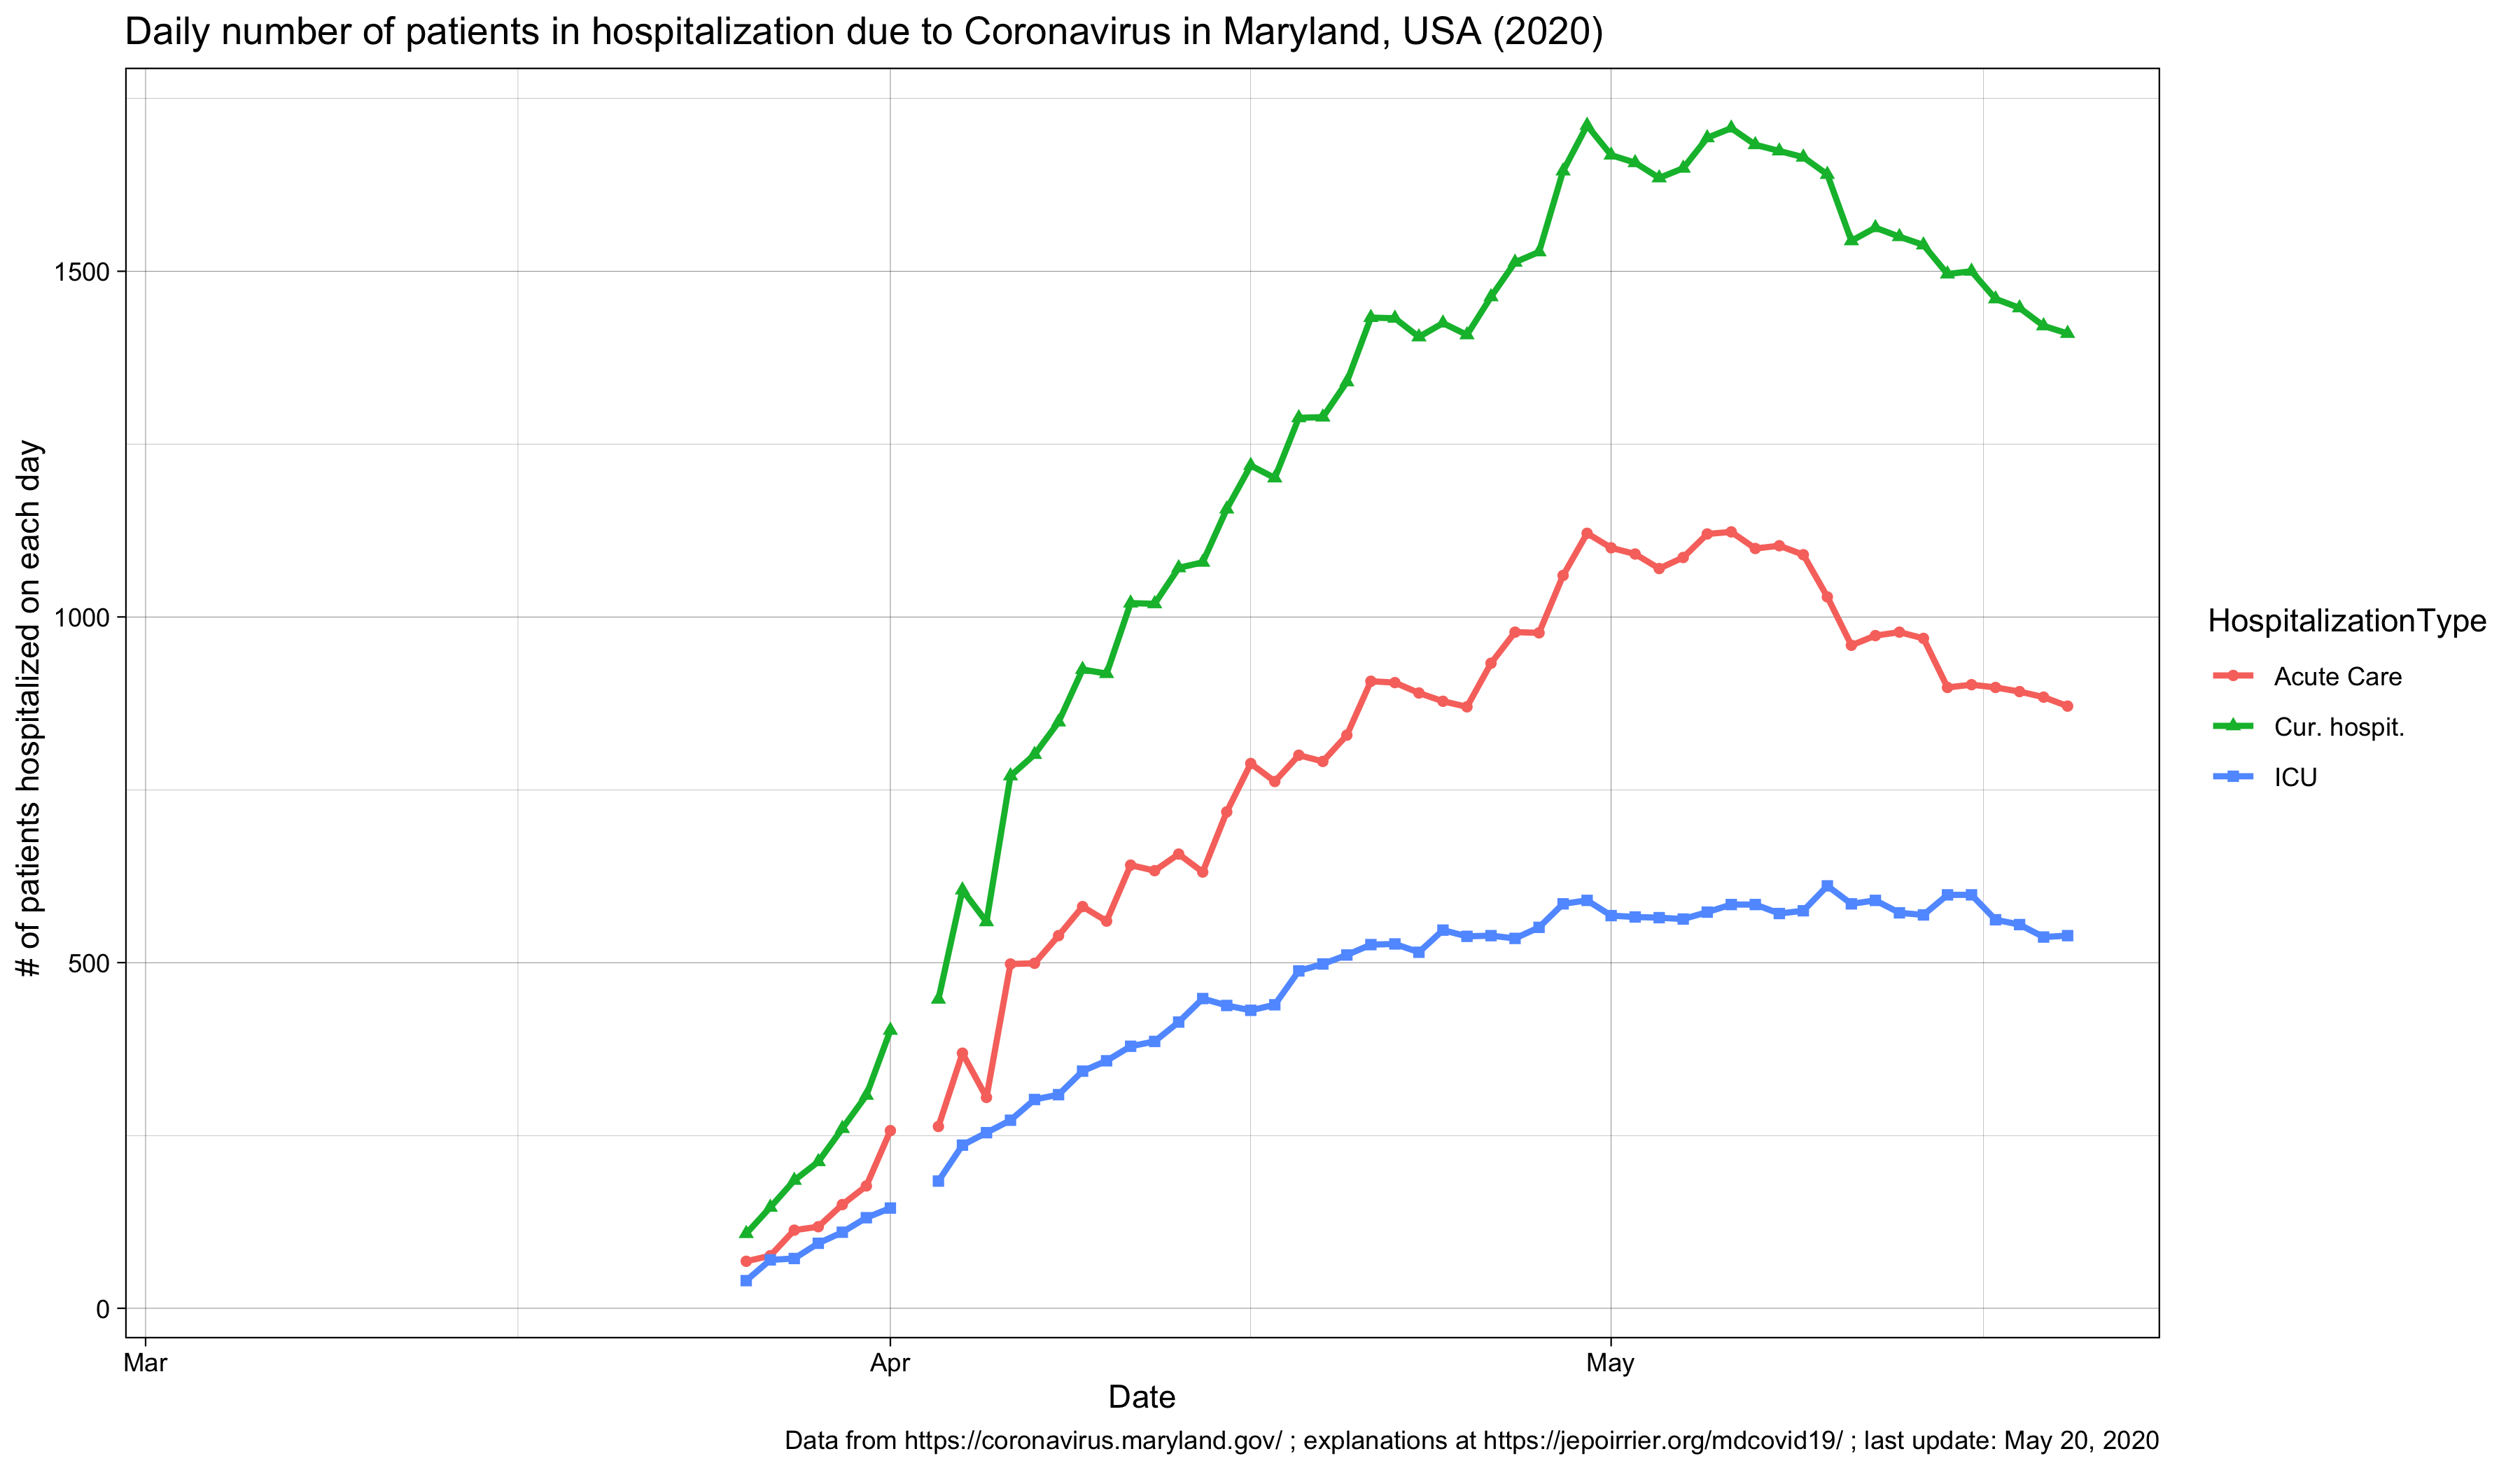 Daily number of patients in hospitalization due to Coronavirus in Maryland, USA (2020)
# of patients hospitalized on each day
1500
1000
500
0
Mar
Apr
May
Date
HospitalizationType
Acute Care
Cur. hospit.
ICU
Data from https://coronavirus.maryland.gov/ ; explanations at https://jepoirrier.org/mdcovid19/ ; last update: May 20, 2020